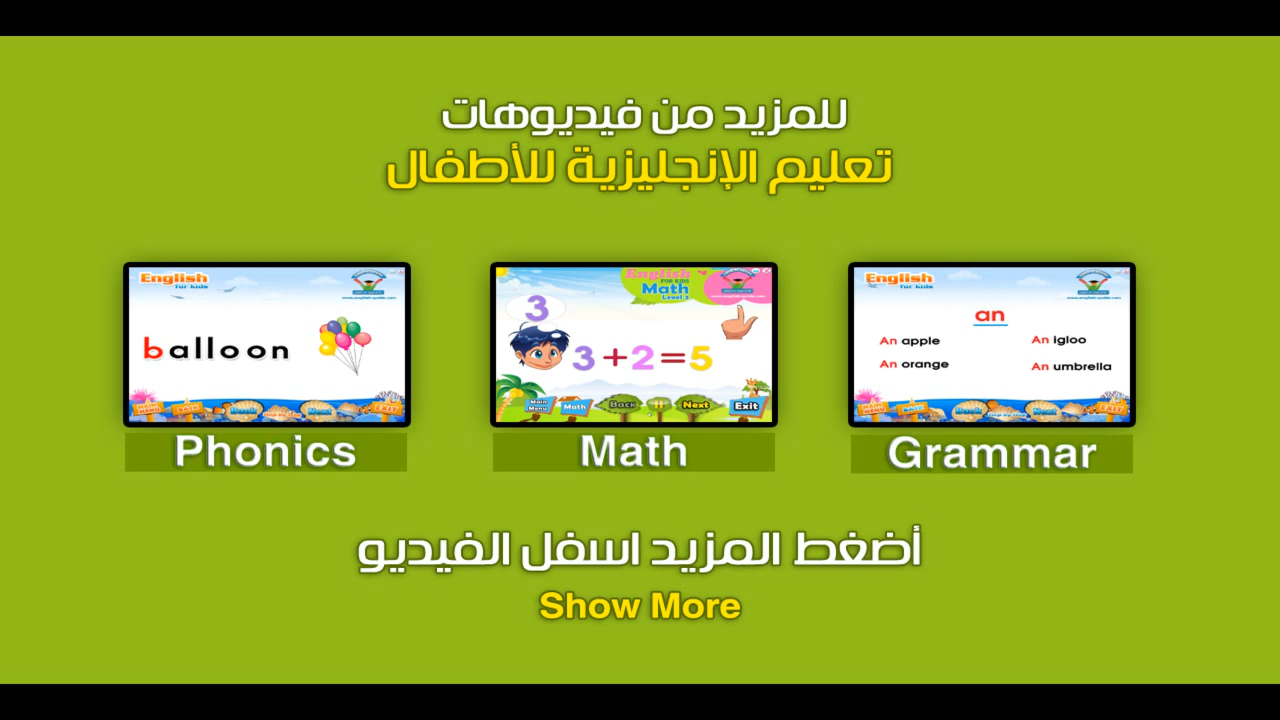 للمزيد من فيديوهات
تعليم الإنجليزية للأطفال
English
for kids
balloon
Phonics
English
FOR KIDS
Math
Level 2
3
3+2=5
Main Menu
Math
Back
Next
Exit
Math
English
for kids
an
An apple
An igloo
An orange
An umbrella
Grammar
أضغط المزيد اسفل الفيديو
Show More